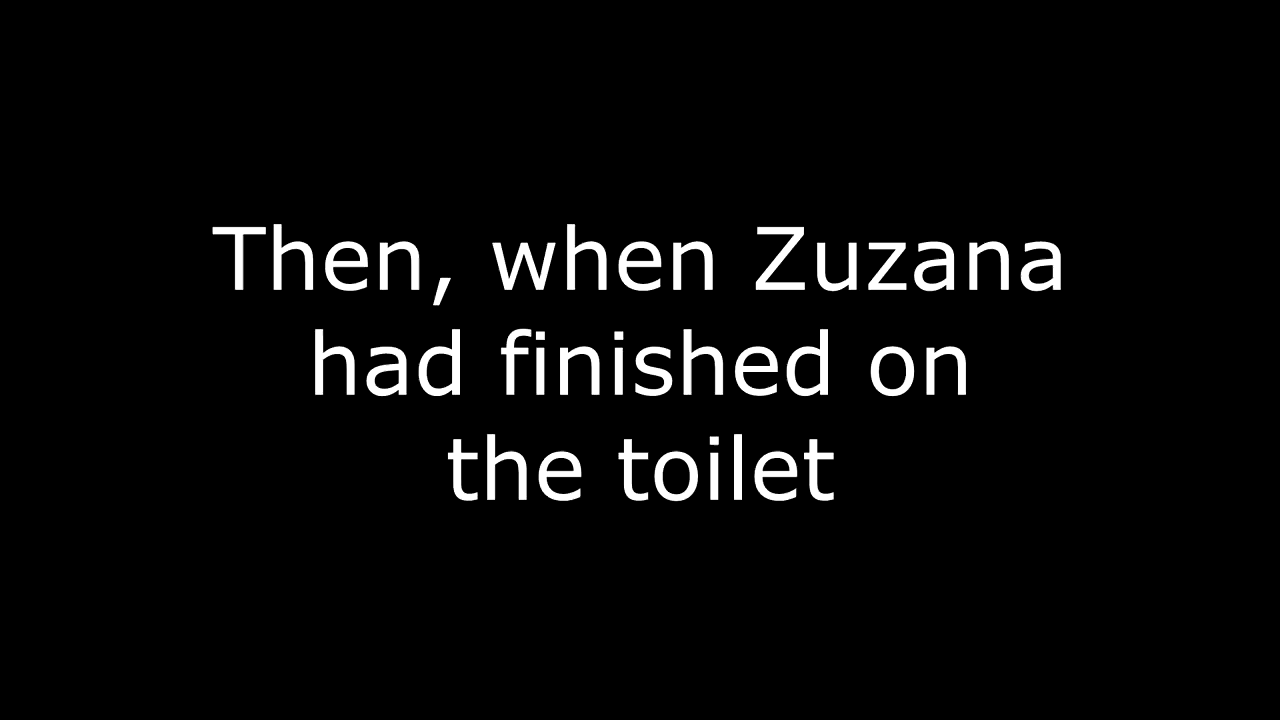 Then, when Zuzana
had finished on
the toilet